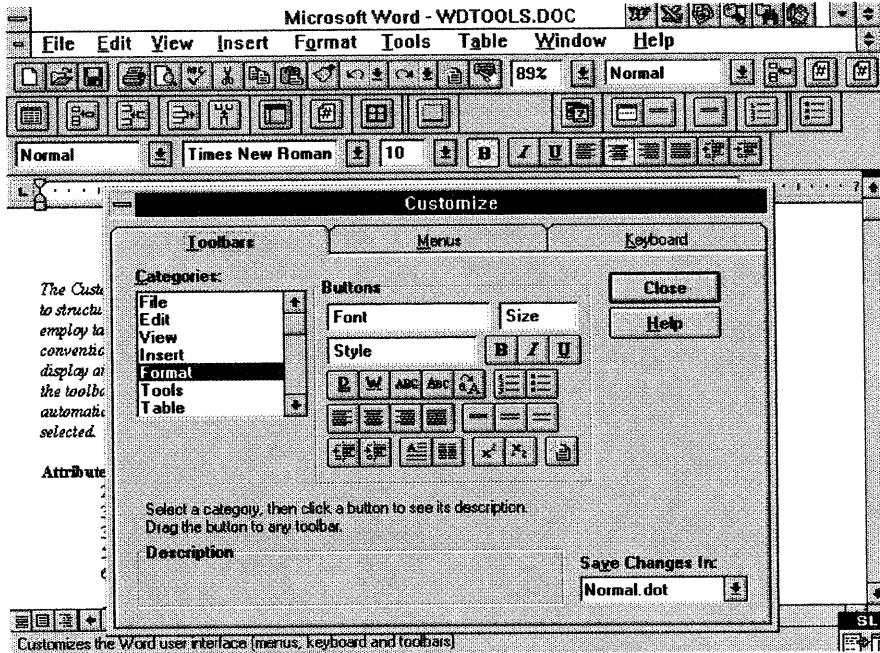 Microsoft Word - WDTOOLS.DOC
File Edit View Insert Format Tools Table Window Help
89% Normal
Normal Times New Roman 10 B I U
Customize
Toolbars Menus Keyboard
Categories:
File
Edit
View
Insert
Format
Tools
Table
Buttons
Font Size
Style B I U
D W ABC ABC
Close
Help
The Cust
to structu
employ ta
conventio
display a
the toolba
automatic
selected.
Attribute
Select a category, then click a button to see its description.
Drag the button to any toolbar.
Description
Save Changes In:
Normal.dot
Customizes the Word user interface (menus, keyboard and toolbars)
SL